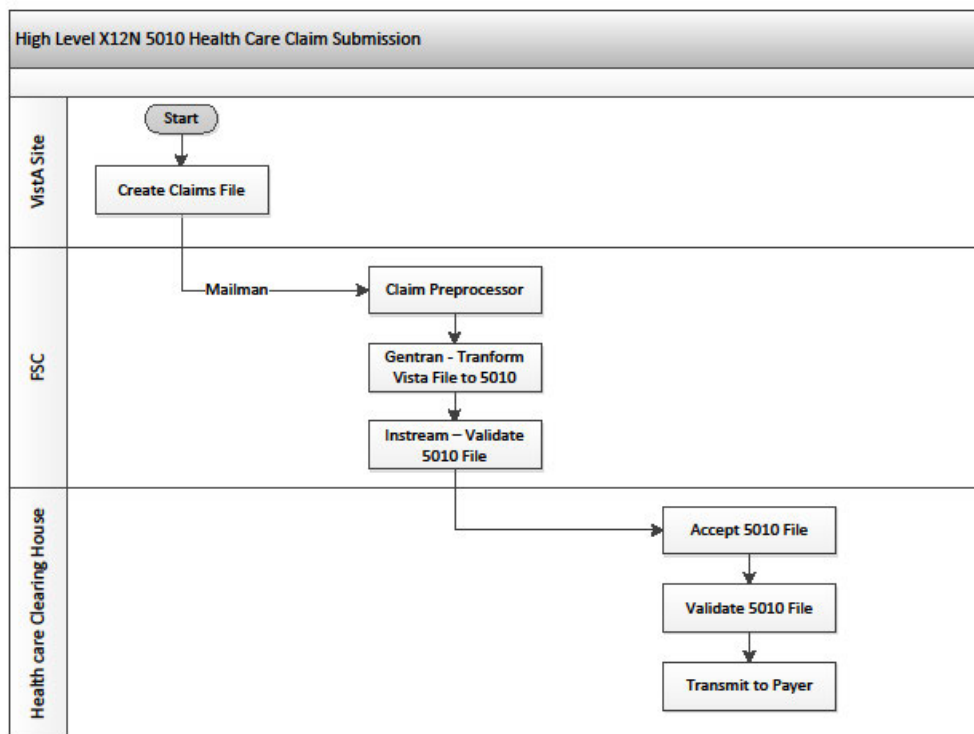 High Level X12N 5010 Health Care Claim Submission
VistA Site
Start
Create Claims File
FSC
Mailman
Claim Preprocessor
Gentran - Tranform
Vista File to 5010
Instream – Validate
5010 File
Health care Clearing House
Accept 5010 File
Validate 5010 File
Transmit to Payer